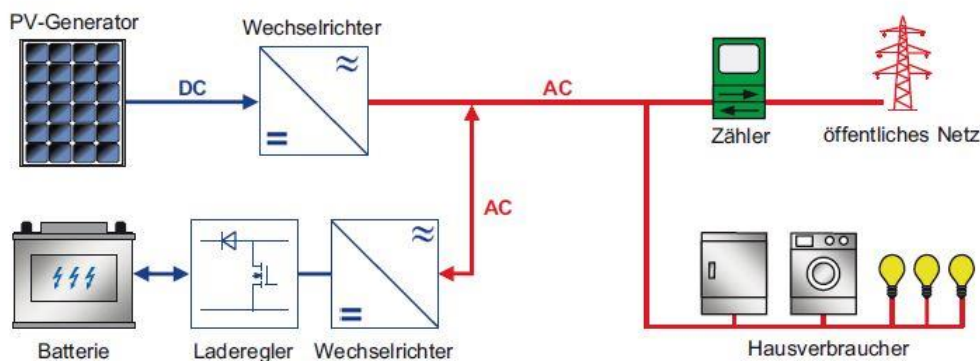 PV-Generator
Wechselrichter
DC
AC
Zähler
öffentliches Netz
AC
Batterie
Laderegler
Wechselrichter
Hausverbraucher